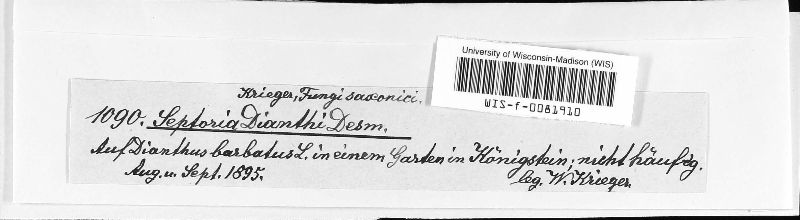 University of Wisconsin-Madison (WIS)
WIS-f-0081910
Krieger, Fungi saxonici.
1090. Septoria Dianthi Desm.
Auf Dianthus barbatus L. in einem Garten in Königstein; nicht häufig.
Aug. u. Sept. 1895.
leg. W. Krieger.